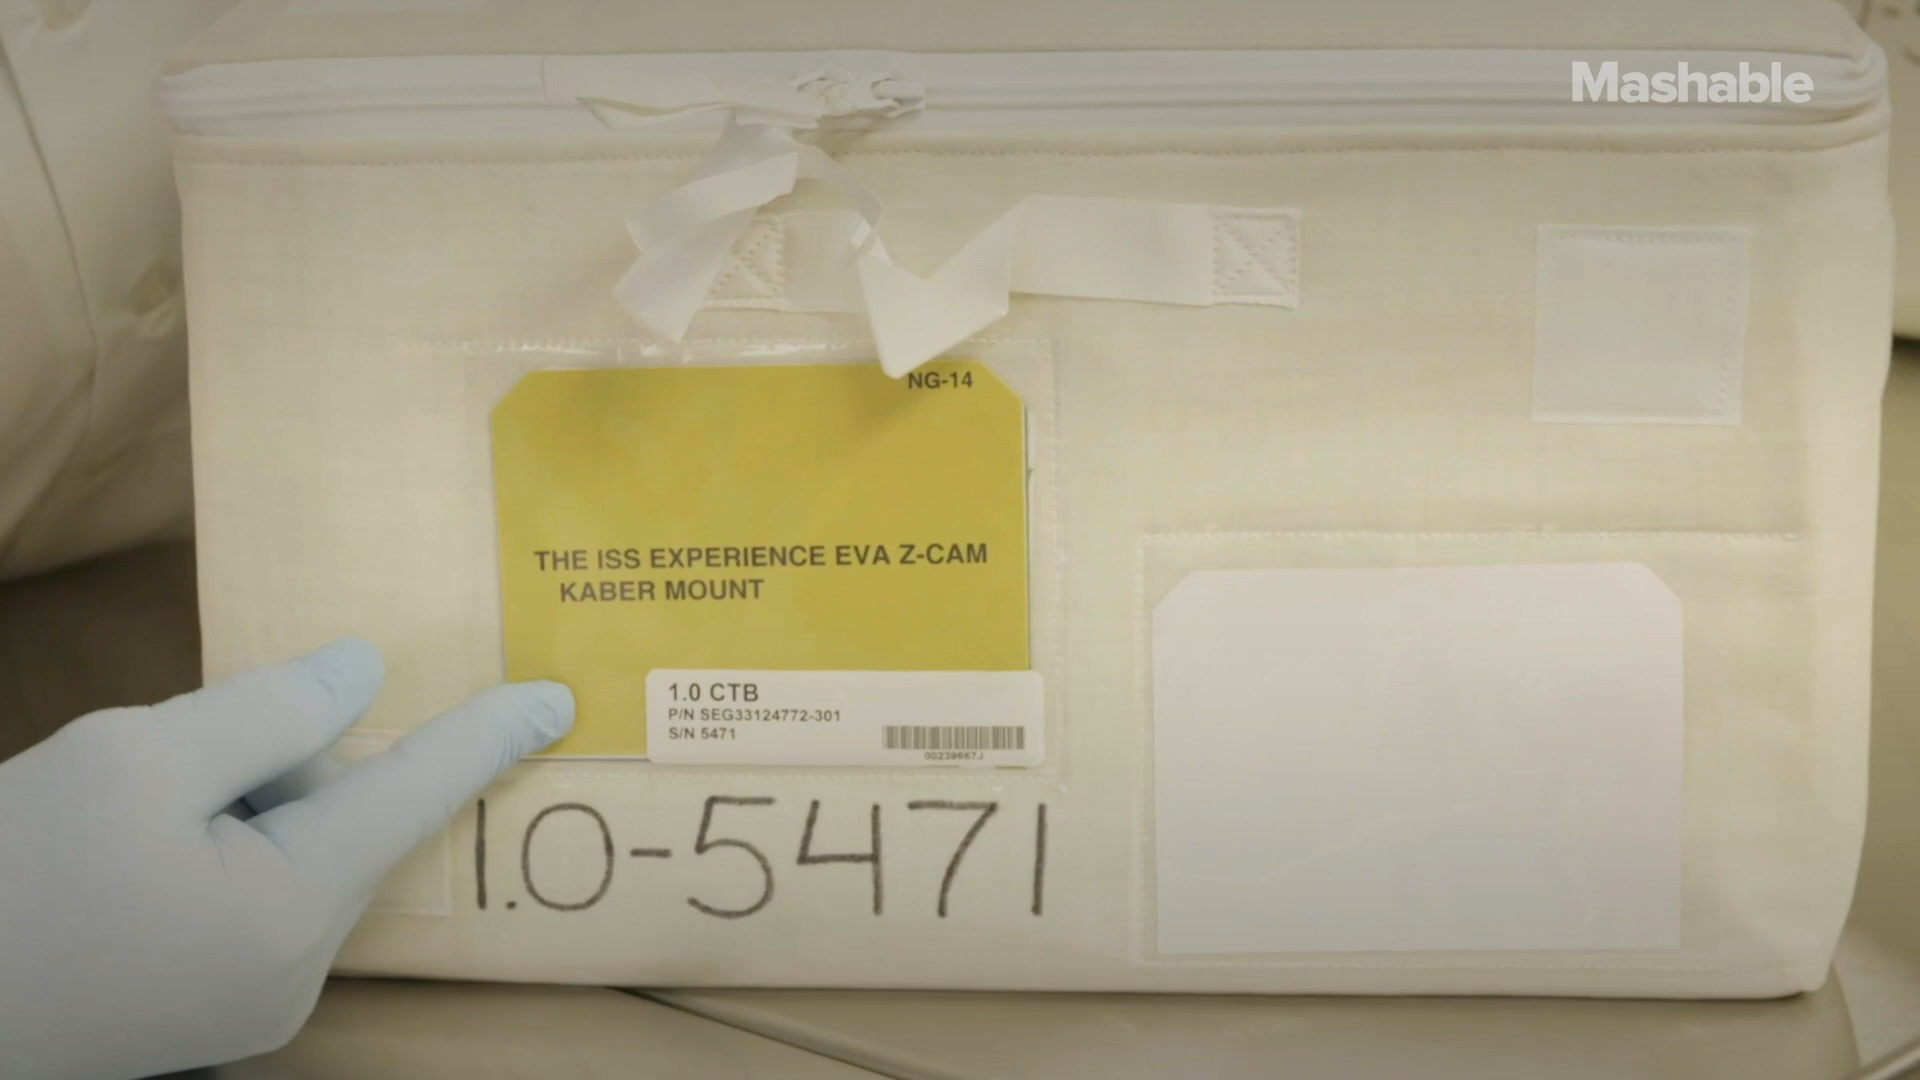 Mashable
NG-14
THE ISS EXPERIENCE EVA Z-CAM
KABER MOUNT
1.0 CTB
P/N SEG33124772-301
S/N 5471
00239667J
1.0-5471